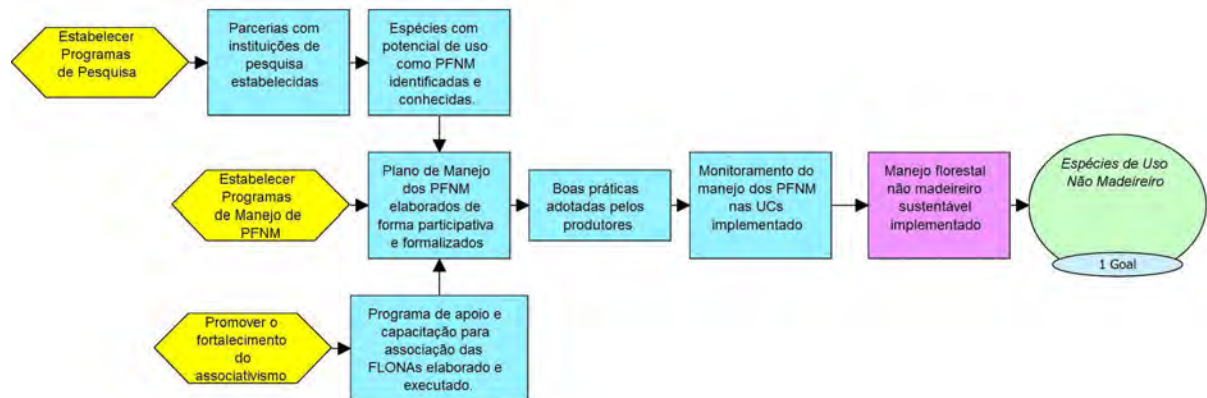 Estabelecer
Programas
de Pesquisa
Parcerias com
instituições de
pesquisa
estabelecidas
Espécies com
potencial de uso
como PFNM
identificadas e
conhecidas.
Estabelecer
Programas
de Manejo de
PFNM
Plano de Manejo
dos PFNM
elaborados de
forma participativa
e formalizados
Boas práticas
adotadas pelos
produtores
Monitoramento do
manejo dos PFNM
nas UCs
implementado
Manejo florestal
não madeireiro
sustentável
implementado
Espécies de Uso
Não Madeireiro
1 Goal
Promover o
fortalecimento
do
associativismo
Programa de apoio e
capacitação para
associação das
FLONAs elaborado e
executado.